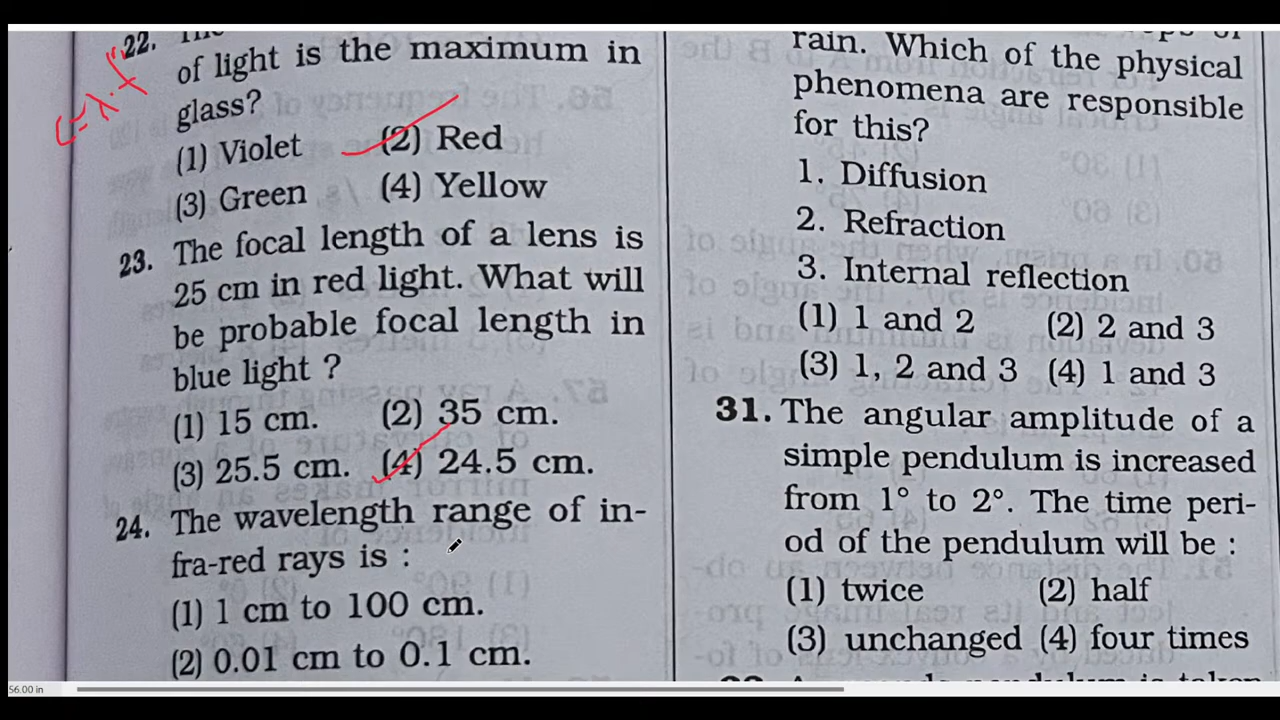 22.
of light is the maximum in
glass?
(1) Violet (2) Red
(3) Green (4) Yellow
23. The focal length of a lens is
25 cm in red light. What will
be probable focal length in
blue light ?
(1) 15 cm. (2) 35 cm.
(3) 25.5 cm. (4) 24.5 cm.
24. The wavelength range of in-
fra-red rays is :
(1) 1 cm to 100 cm.
(2) 0.01 cm to 0.1 cm.
rain. Which of the physical
phenomena are responsible
for this?
1. Diffusion
2. Refraction
3. Internal reflection
(1) 1 and 2 (2) 2 and 3
(3) 1, 2 and 3 (4) 1 and 3
31. The angular amplitude of a
simple pendulum is increased
from 1° to 2°. The time peri-
od of the pendulum will be :
(1) twice (2) half
(3) unchanged (4) four times
56.00 in